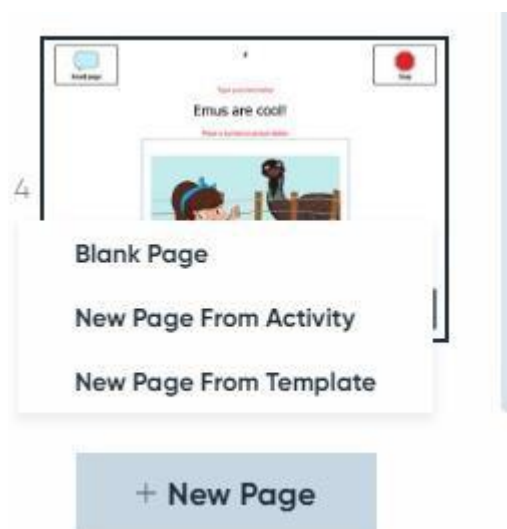 Emus are cool!
4
Blank Page
New Page From Activity
New Page From Template
+ New Page